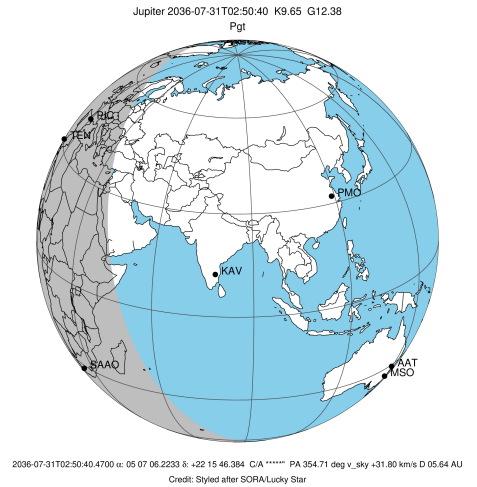 Jupiter 2036-07-31T02:50:40 K9.65 G12.38
Pgt
PIC
TEN
PMO
KAV
SAAO
AAT
MSO
2036-07-31T02:50:40.4700 α: 05 07 06.2233 δ: +22 15 46.384 C/A *****" PA 354.71 deg v_sky +31.80 km/s D 05.64 AU
Credit: Styled after SORA/Lucky Star